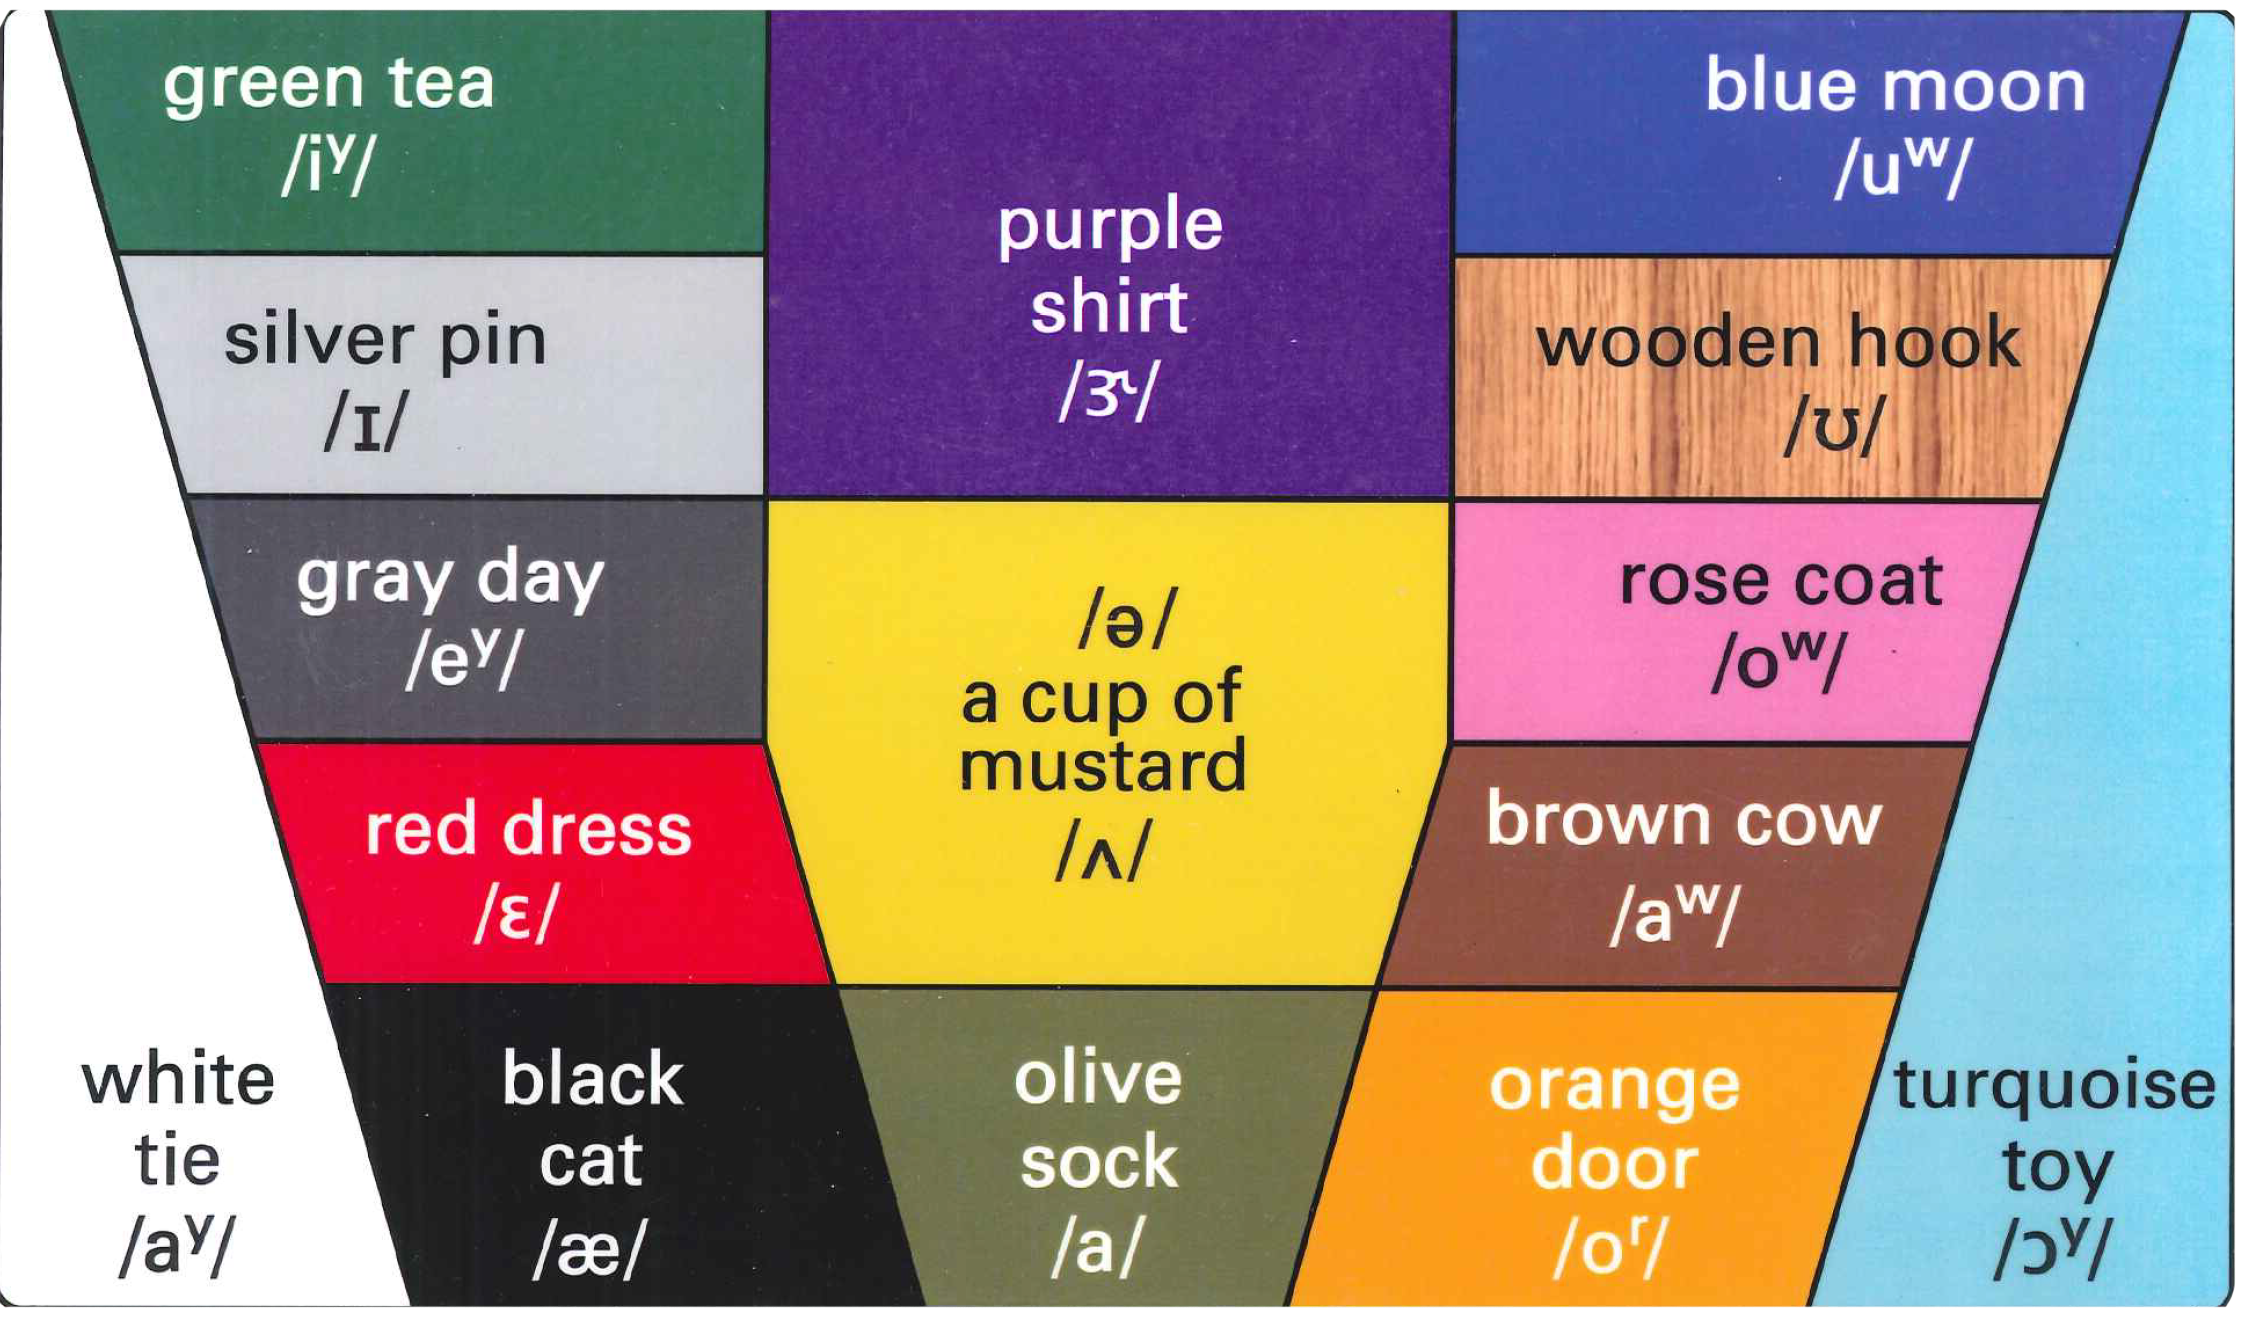 green tea
/iʸ/
silver pin
/ɪ/
gray day
/eʸ/
red dress
/ɛ/
white
tie
/aʸ/
black
cat
/æ/
purple
shirt
/ɝ/
/ə/
a cup of
mustard
/ʌ/
olive
sock
/a/
blue moon
/uʷ/
wooden hook
/ʊ/
rose coat
/oʷ/
brown cow
/aʷ/
orange
door
/oʳ/
turquoise
toy
/ɔʸ/